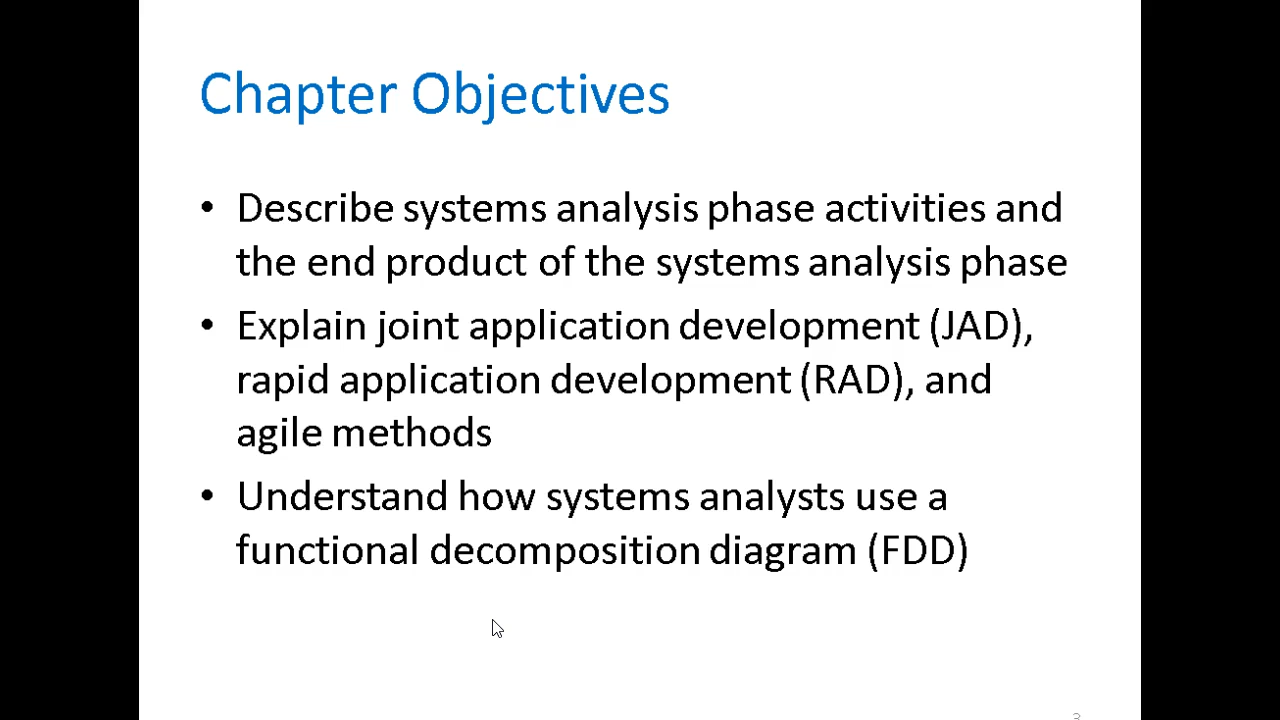 Chapter Objectives
• Describe systems analysis phase activities and
the end product of the systems analysis phase
• Explain joint application development (JAD),
rapid application development (RAD), and
agile methods
• Understand how systems analysts use a
functional decomposition diagram (FDD)
3